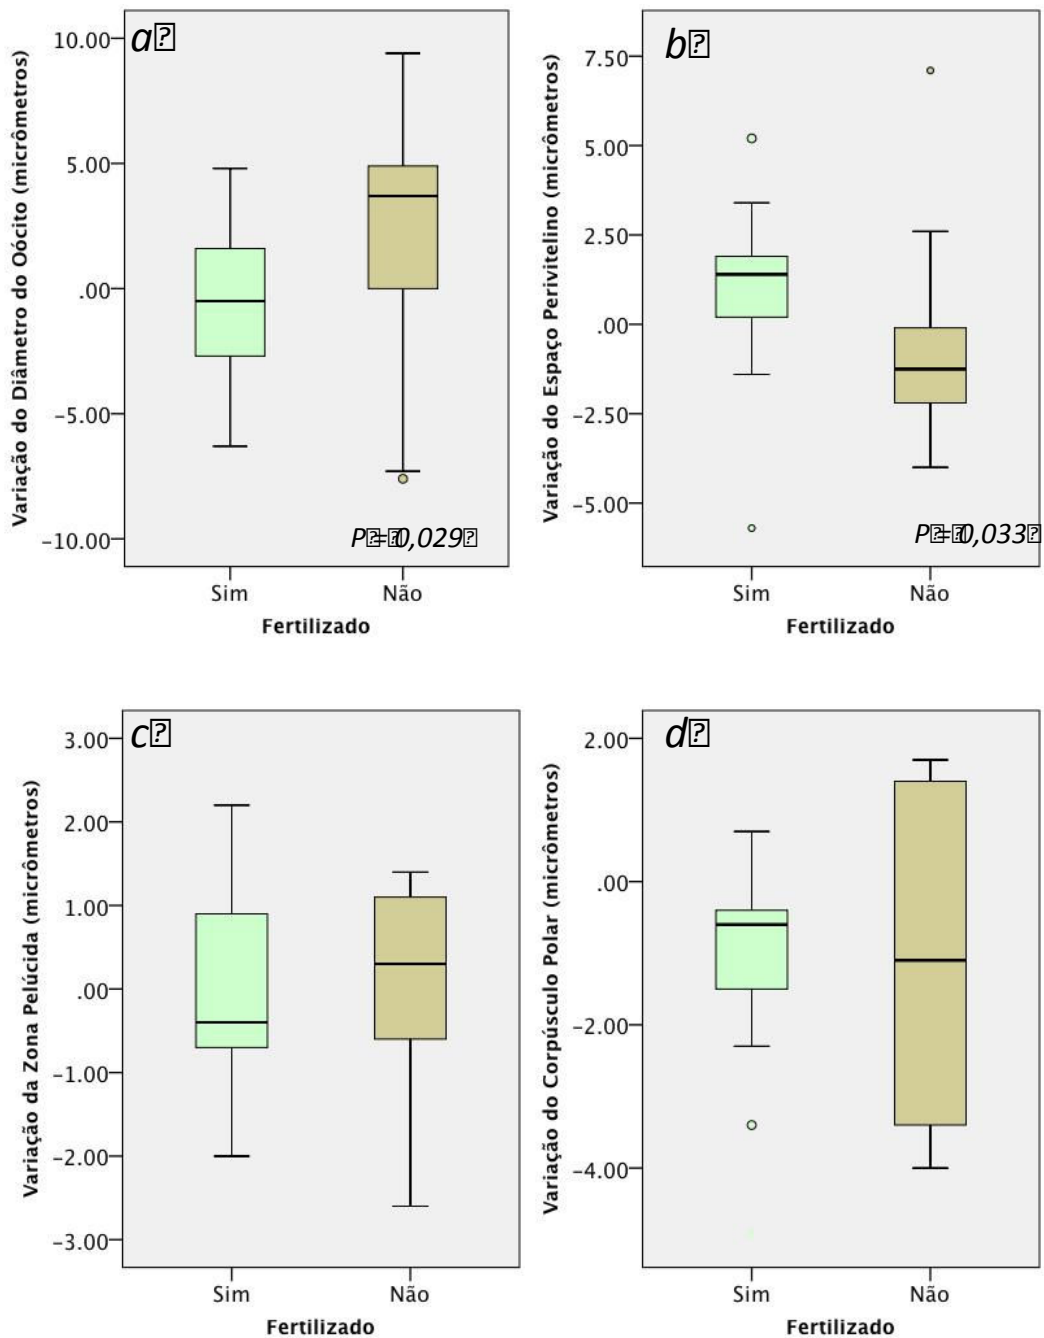 a
Variação do Diâmetro do Oócito (micrômetros)
10.00
5.00
.00
-5.00
-10.00
P = 0,029
Sim Não
Fertilizado
b
Variação do Espaço Perivitelino (micrômetros)
7.50
5.00
2.50
.00
-2.50
-5.00
P = 0,033
Sim Não
Fertilizado
c
Variação da Zona Pelúcida (micrômetros)
3.00
2.00
1.00
.00
-1.00
-2.00
-3.00
Sim Não
Fertilizado
d
Variação do Corpúsculo Polar (micrômetros)
2.00
.00
-2.00
-4.00
Sim Não
Fertilizado